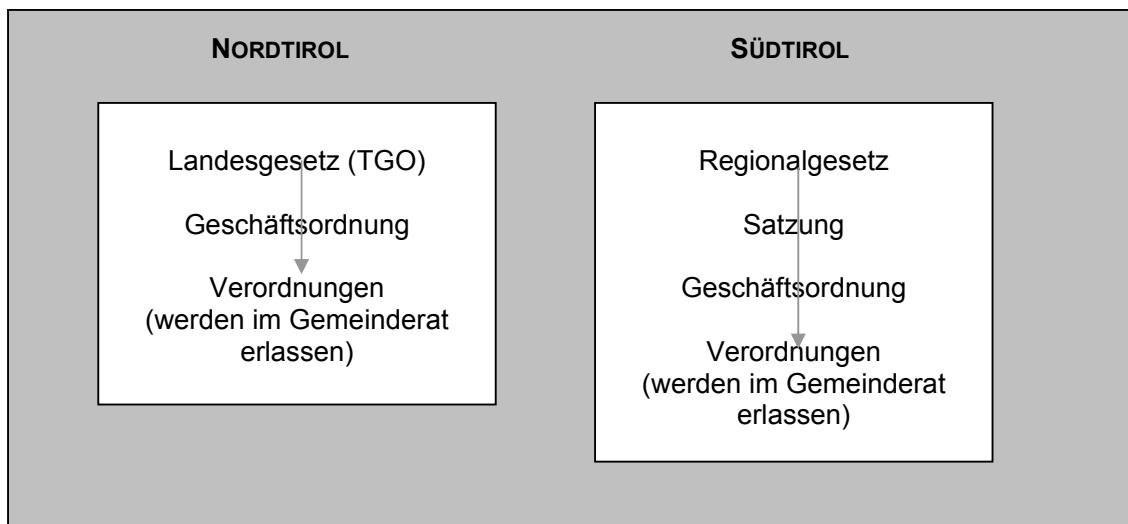 NORDTIROL
Landesgesetz (TGO)
Geschäftsordnung
Verordnungen
(werden im Gemeinderat
erlassen)
SÜDTIROL
Regionalgesetz
Satzung
Geschäftsordnung
Verordnungen
(werden im Gemeinderat
erlassen)